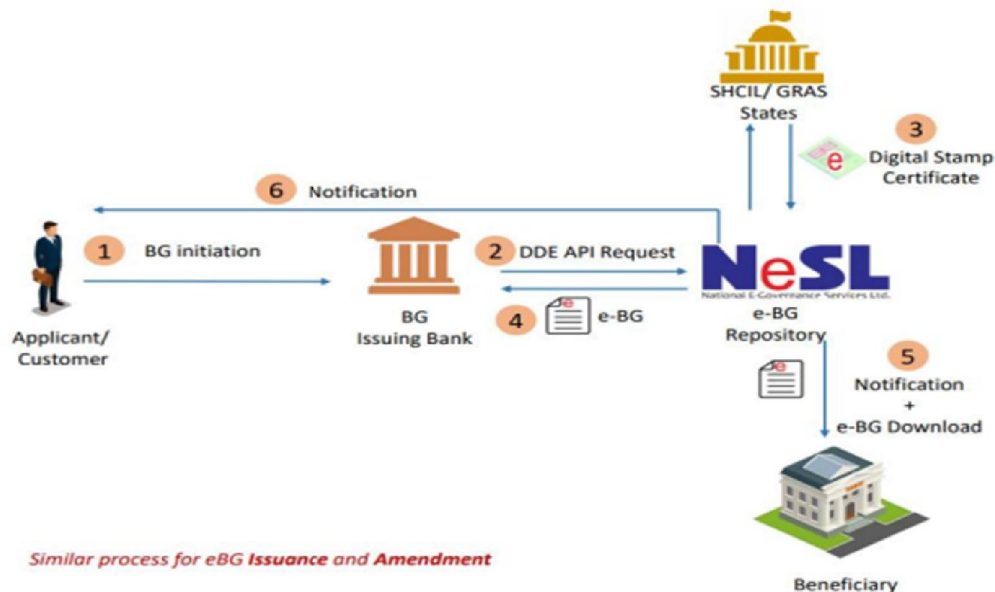 SHCIL/ GRAS
States
3
Digital Stamp
Certificate
e
6 Notification
1 BG initiation
2 DDE API Request
NeSL
National E-Governance Services Ltd.
Applicant/
Customer
BG
Issuing Bank
4 e e-BG
e-BG
Repository
e
5
Notification
+
e-BG Download
Similar process for eBG Issuance and Amendment
Beneficiary